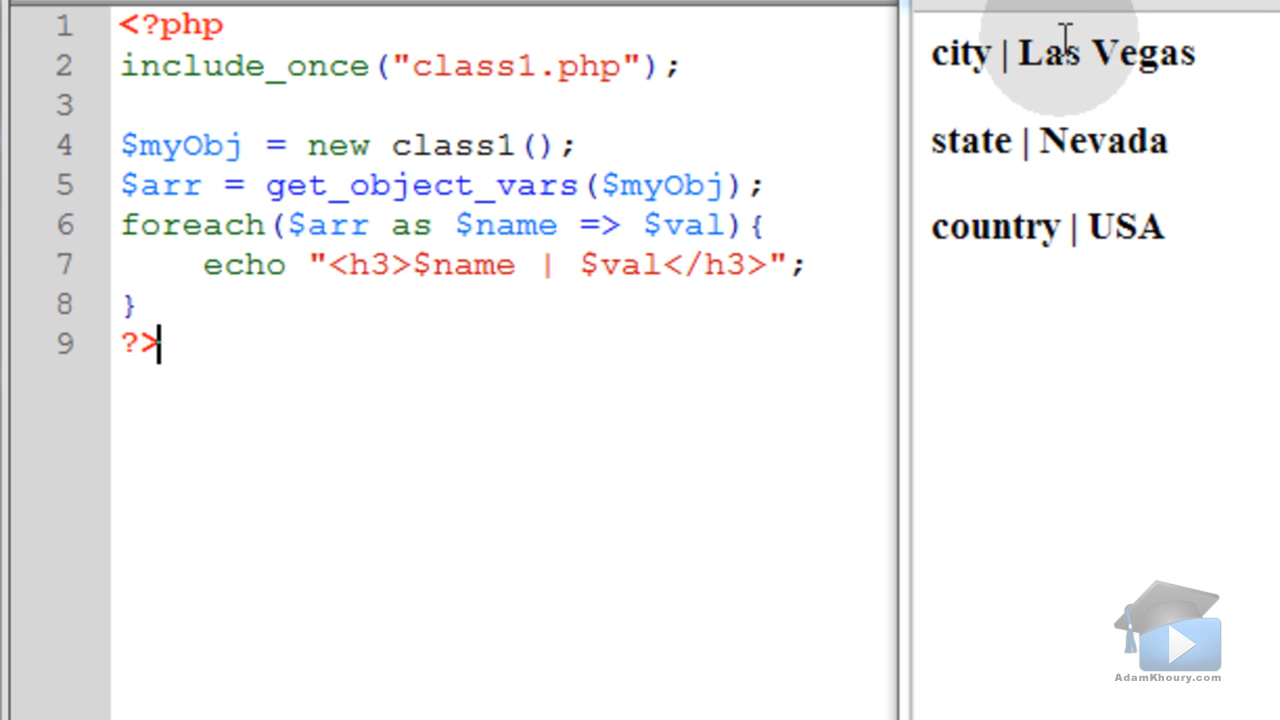 1 <?php
2 include_once("class1.php");
3
4 $myObj = new class1();
5 $arr = get_object_vars($myObj);
6 foreach($arr as $name => $val){
7     echo "<h3>$name | $val</h3>";
8 }
9 ?>
city | Las Vegas
state | Nevada
country | USA
AdamKhoury.com